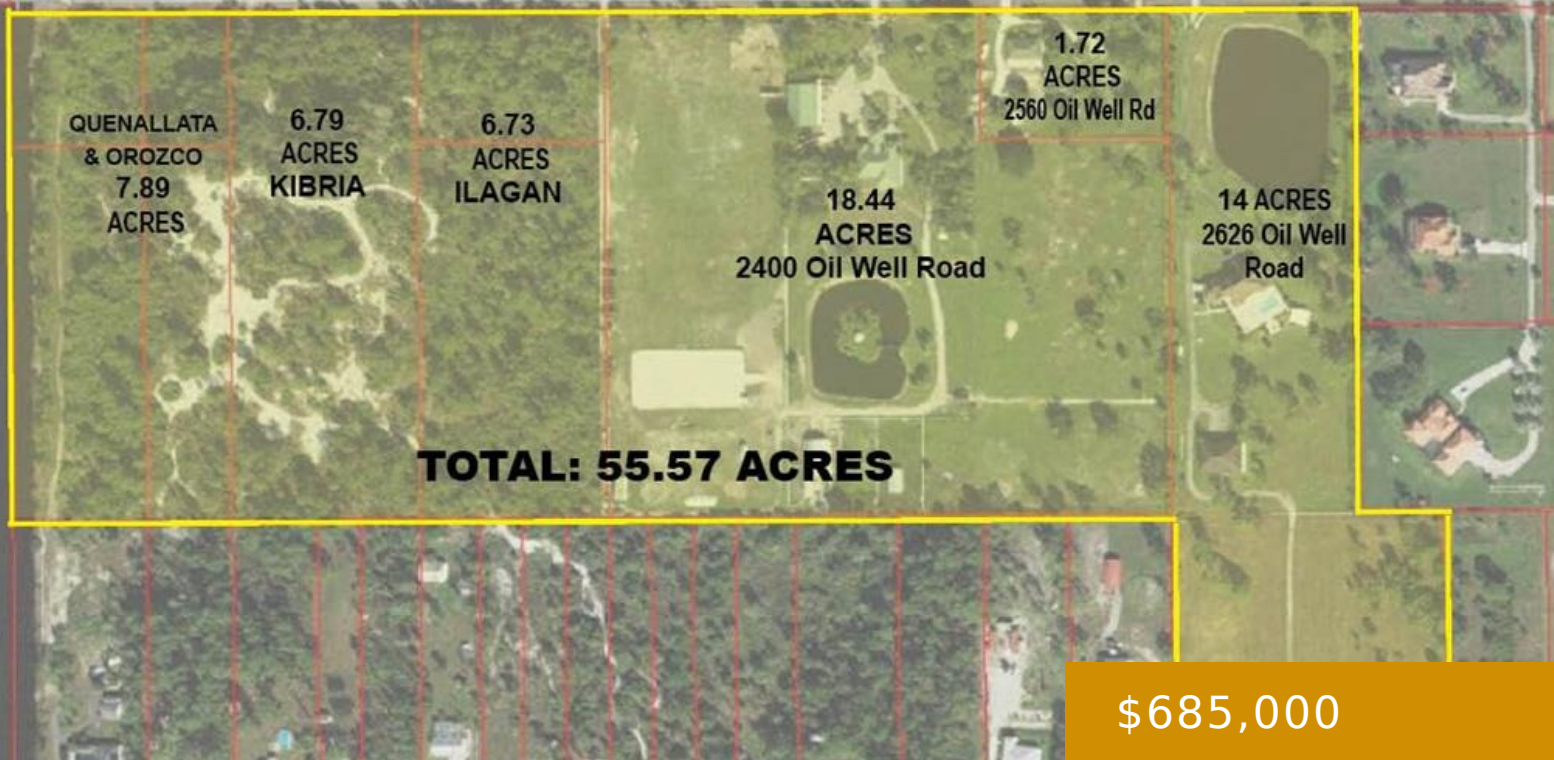 QUENALLATA
& OROZCO
7.89
ACRES
6.79
ACRES
KIBRIA
6.73
ACRES
ILAGAN
18.44
ACRES
2400 Oil Well Road
1.72
ACRES
2560 Oil Well Rd
14 ACRES
2626 Oil Well
Road
TOTAL: 55.57 ACRES
$685,000